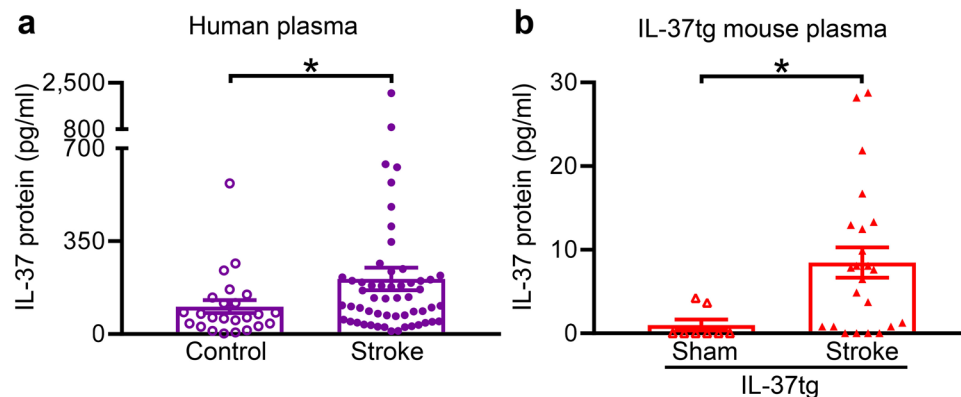 a
Human plasma
*
IL-37 protein (pg/ml)
2,500
800
700
350
0
Control
Stroke
b
IL-37tg mouse plasma
*
IL-37 protein (pg/ml)
30
20
10
0
Sham
Stroke
IL-37tg